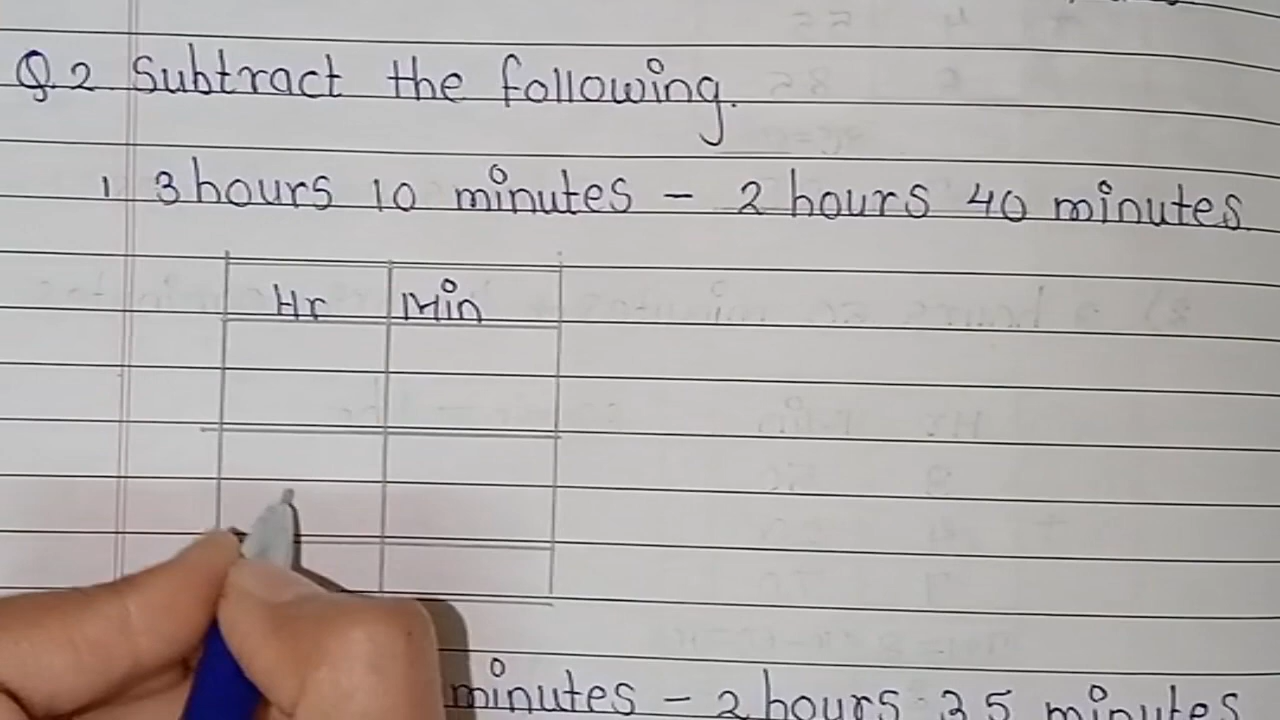 Q.2 Subtract the following.
1 3 hours 10 minutes - 2 hours 40 minutes
Hr Min
minutes - 2 hours 35 minutes